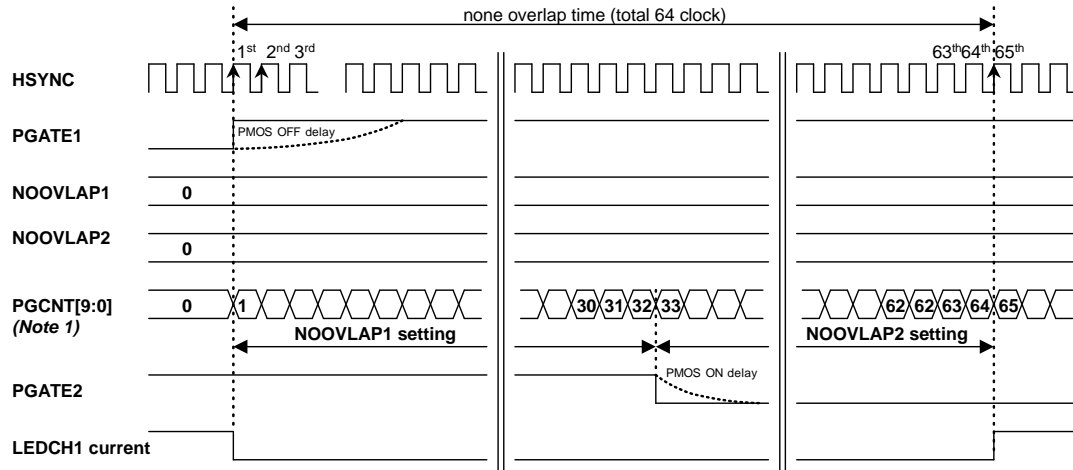 none overlap time (total 64 clock)
1st 2nd 3rd 63th 64th 65th
HSYNC
PGATE1 PMOS OFF delay
NOOVLAP1 0
NOOVLAP2 0
PGCNT[9:0] 0 1 30 31 32 33 62 62 63 64 65
(Note 1) NOOVLAP1 setting NOOVLAP2 setting
PGATE2 PMOS ON delay
LEDCH1 current